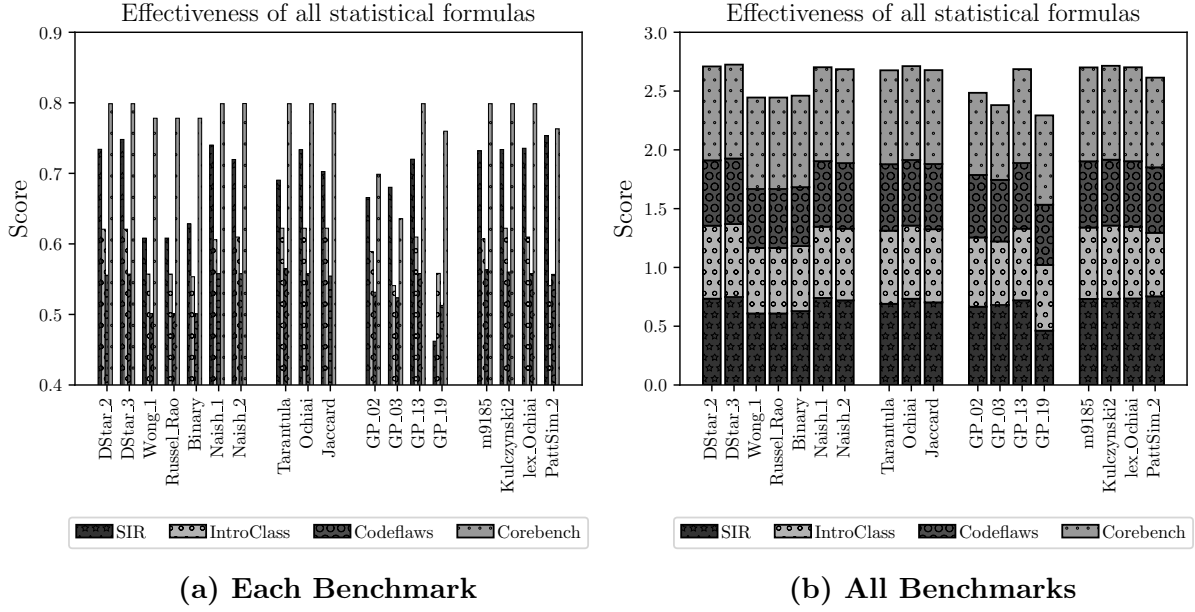 Effectiveness of all statistical formulas
0.9
0.8
0.7
0.6
0.5
0.4
Score
DStar_2
DStar_3
Wong_1
Russel_Rao
Binary
Naish_1
Naish_2
Tarantula
Ochiai
Jaccard
GP_02
GP_03
GP_13
GP_19
m9185
Kulczynski2
lex_Ochiai
PattSim_2
SIR IntroClass Codeflaws Corebench
(a) Each Benchmark
Effectiveness of all statistical formulas
3.0
2.5
2.0
1.5
1.0
0.5
0.0
Score
DStar_2
DStar_3
Wong_1
Russel_Rao
Binary
Naish_1
Naish_2
Tarantula
Ochiai
Jaccard
GP_02
GP_03
GP_13
GP_19
m9185
Kulczynski2
lex_Ochiai
PattSim_2
SIR IntroClass Codeflaws Corebench
(b) All Benchmarks